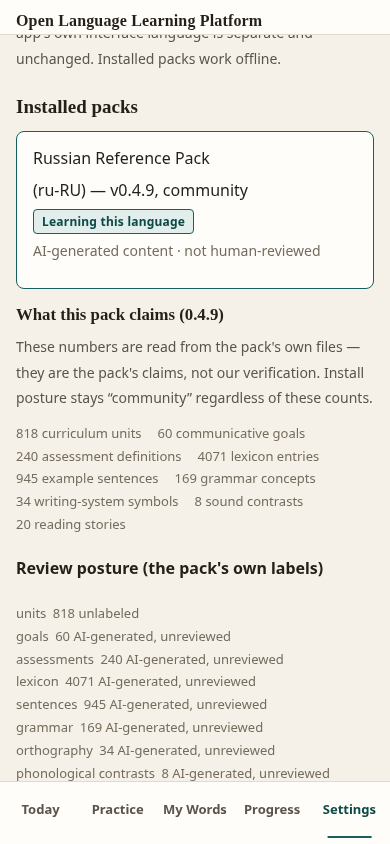 Open Language Learning Platform
app's own interface language is separate and
unchanged. Installed packs work offline.
Installed packs
Russian Reference Pack
(ru-RU) — v0.4.9, community
Learning this language
AI-generated content · not human-reviewed
What this pack claims (0.4.9)
These numbers are read from the pack's own files —
they are the pack's claims, not our verification. Install
posture stays “community” regardless of these counts.
818 curriculum units 60 communicative goals
240 assessment definitions 4071 lexicon entries
945 example sentences 169 grammar concepts
34 writing-system symbols 8 sound contrasts
20 reading stories
Review posture (the pack's own labels)
units 818 unlabeled
goals 60 AI-generated, unreviewed
assessments 240 AI-generated, unreviewed
lexicon 4071 AI-generated, unreviewed
sentences 945 AI-generated, unreviewed
grammar 169 AI-generated, unreviewed
orthography 34 AI-generated, unreviewed
phonological contrasts 8 AI-generated, unreviewed
Today Practice My Words Progress Settings